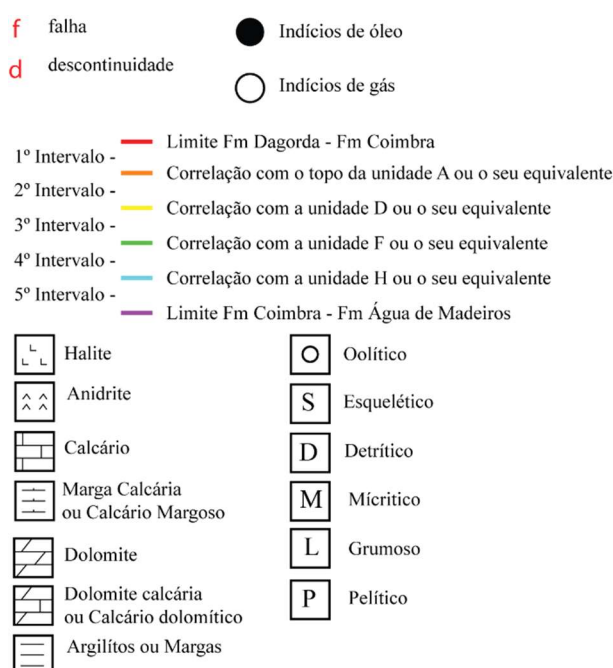 f falha
d descontinuidade
Indícios de óleo
Indícios de gás
Limite Fm Dagorda - Fm Coimbra
1º Intervalo -
Correlação com o topo da unidade A ou o seu equivalente
2º Intervalo -
Correlação com a unidade D ou o seu equivalente
3º Intervalo -
Correlação com a unidade F ou o seu equivalente
4º Intervalo -
Correlação com a unidade H ou o seu equivalente
5º Intervalo -
Limite Fm Coimbra - Fm Água de Madeiros
Halite
Anidrite
Calcário
Marga Calcária
ou Calcário Margoso
Dolomite
Dolomite calcária
ou Calcário dolomítico
Argilítos ou Margas
Oolítico
S Esquelético
D Detrítico
M Mícritico
L Grumoso
P Pelítico